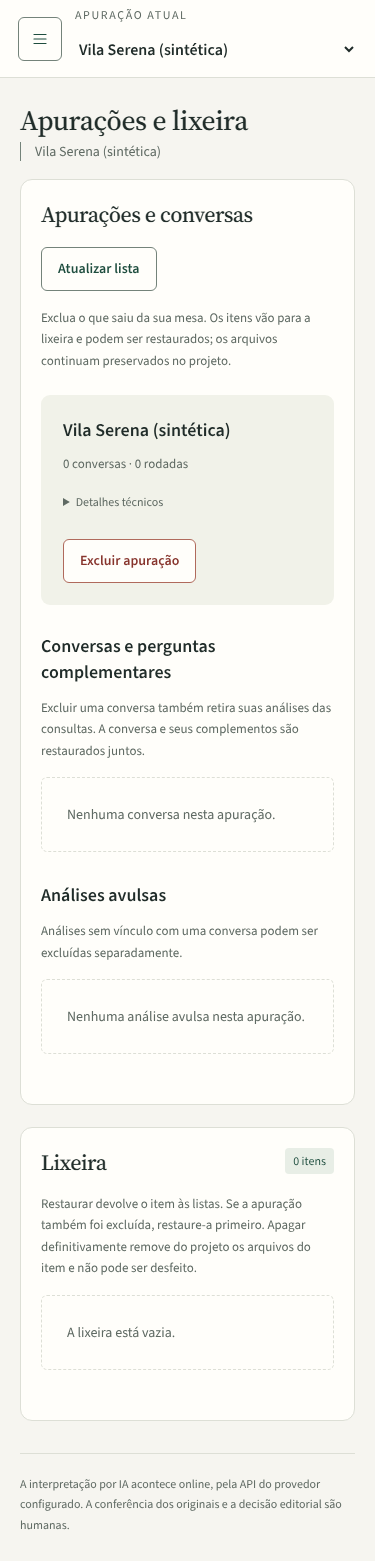 APURAÇÃO ATUAL
Vila Serena (sintética)
Apurações e lixeira
Vila Serena (sintética)
Apurações e conversas
Atualizar lista
Exclua o que saiu da sua mesa. Os itens vão para a
lixeira e podem ser restaurados; os arquivos
continuam preservados no projeto.
Vila Serena (sintética)
0 conversas · 0 rodadas
Detalhes técnicos
Excluir apuração
Conversas e perguntas
complementares
Excluir uma conversa também retira suas análises das
consultas. A conversa e seus complementos são
restaurados juntos.
Nenhuma conversa nesta apuração.
Análises avulsas
Análises sem vínculo com uma conversa podem ser
excluídas separadamente.
Nenhuma análise avulsa nesta apuração.
Lixeira
0 itens
Restaurar devolve o item às listas. Se a apuração
também foi excluída, restaure-a primeiro. Apagar
definitivamente remove do projeto os arquivos do
item e não pode ser desfeito.
A lixeira está vazia.
A interpretação por IA acontece online, pela API do provedor
configurado. A conferência dos originais e a decisão editorial são
humanas.